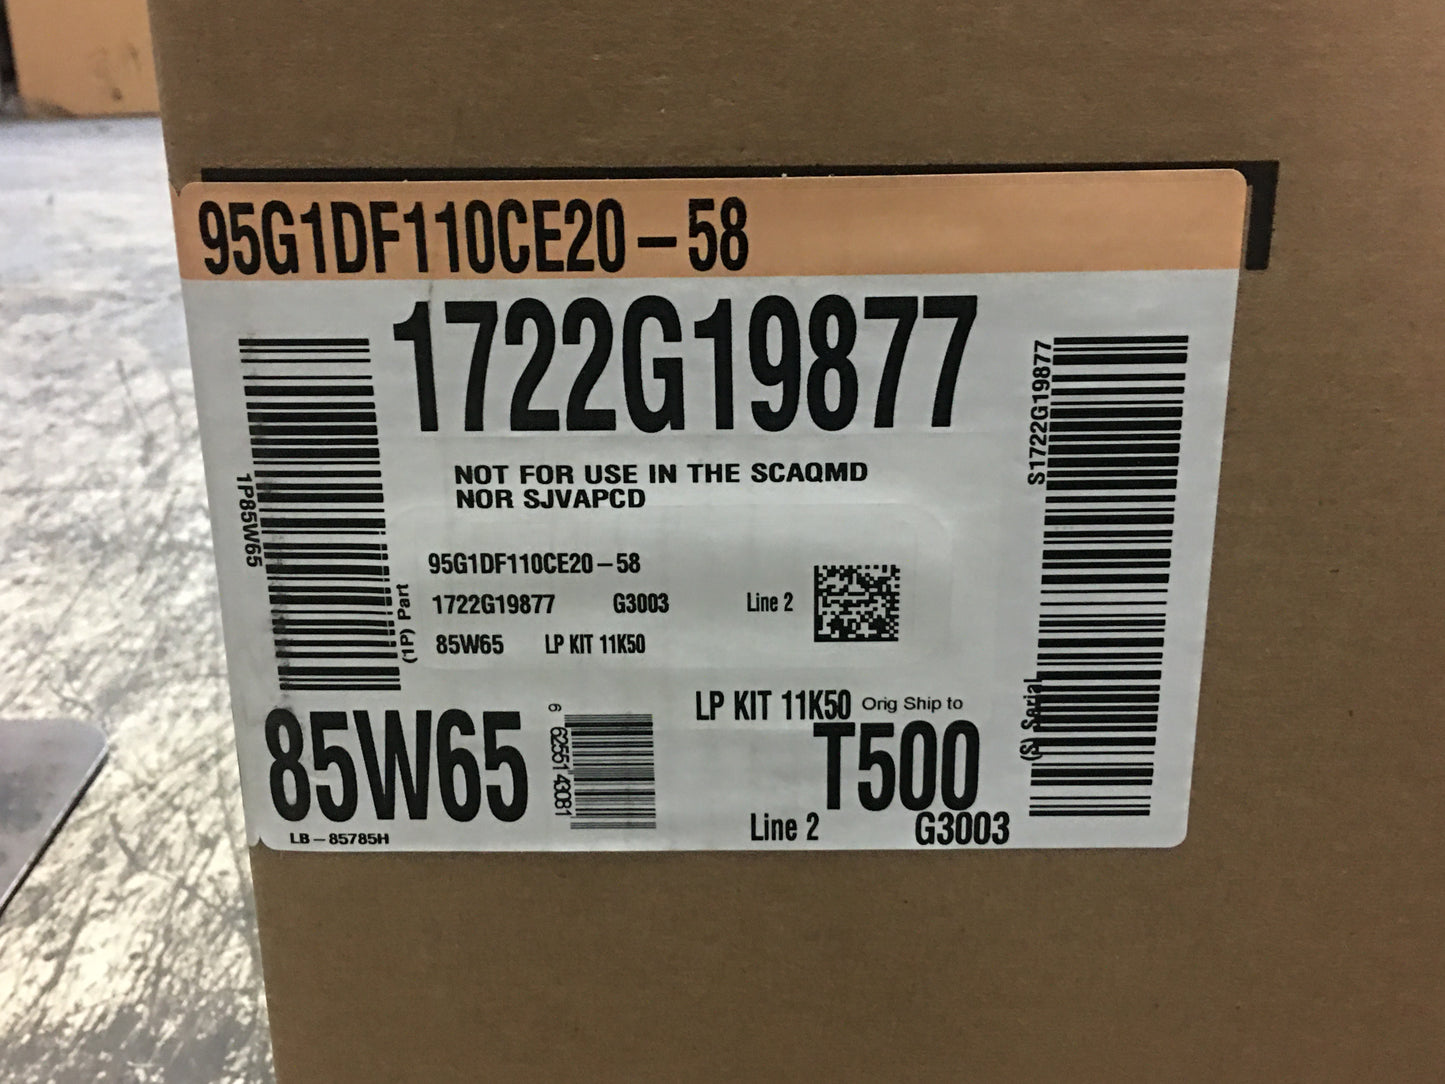 95G1DF110CE20-58
1722G19877
S1722G19877
NOT FOR USE IN THE SCAQMD
NOR SJVAPCD
1P85W65
95G1DF110CE20-58
1722G19877 G3003 Line 2
(1P) Part
85W65 LP KIT 11K50
LP KIT 11K50 Orig Ship to
(S) Serial
85W65
6 62551 43081
T500
Line 2 G3003
LB-85785H